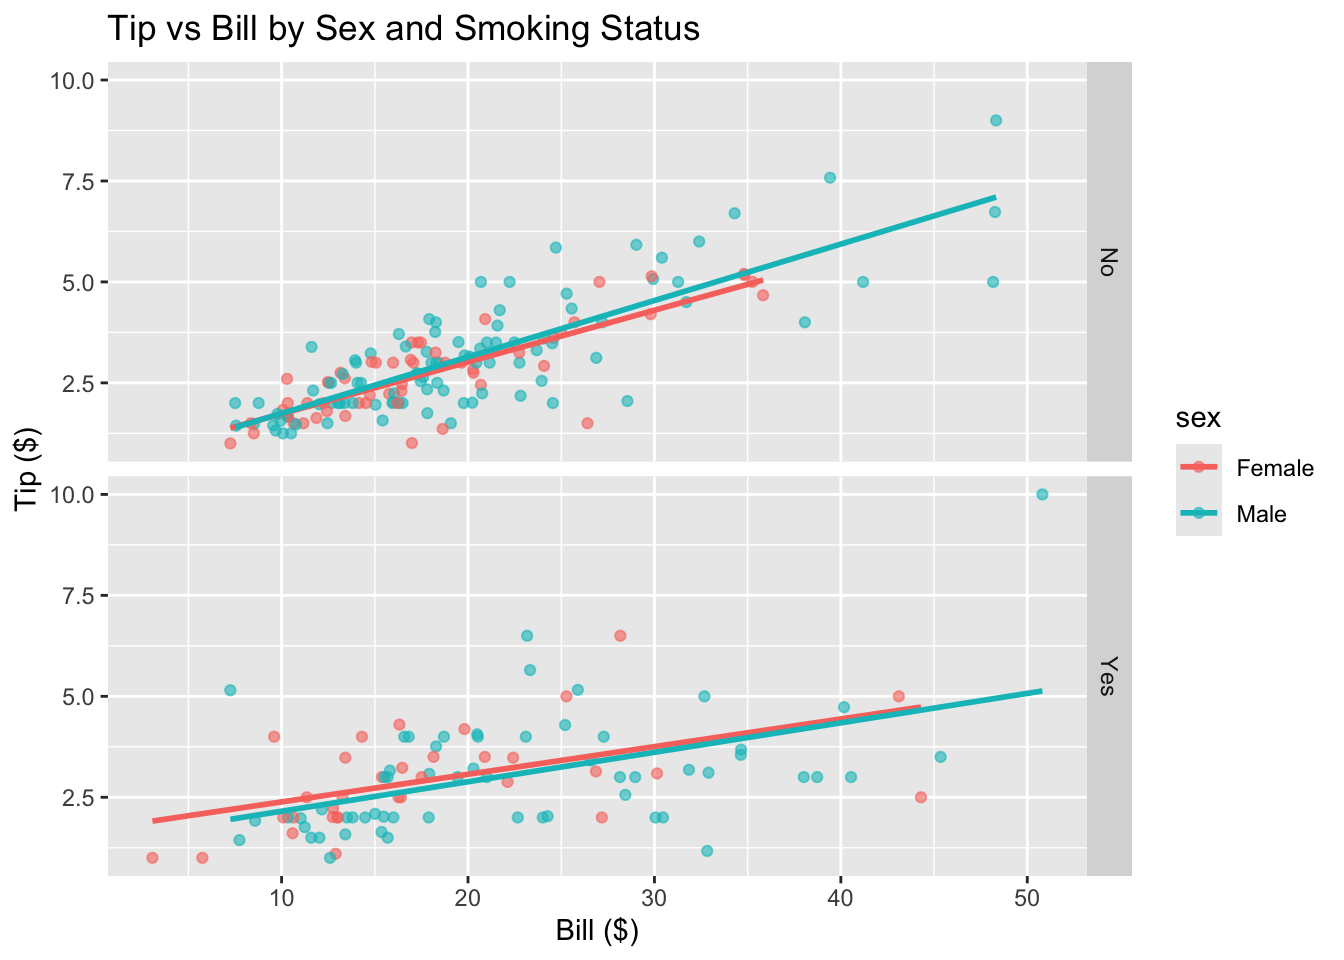 Tip vs Bill by Sex and Smoking Status
Tip ($)
10.0
7.5
5.0
2.5
No
10.0
7.5
5.0
2.5
Yes
10
20
30
40
50
Bill ($)
sex
Female
Male